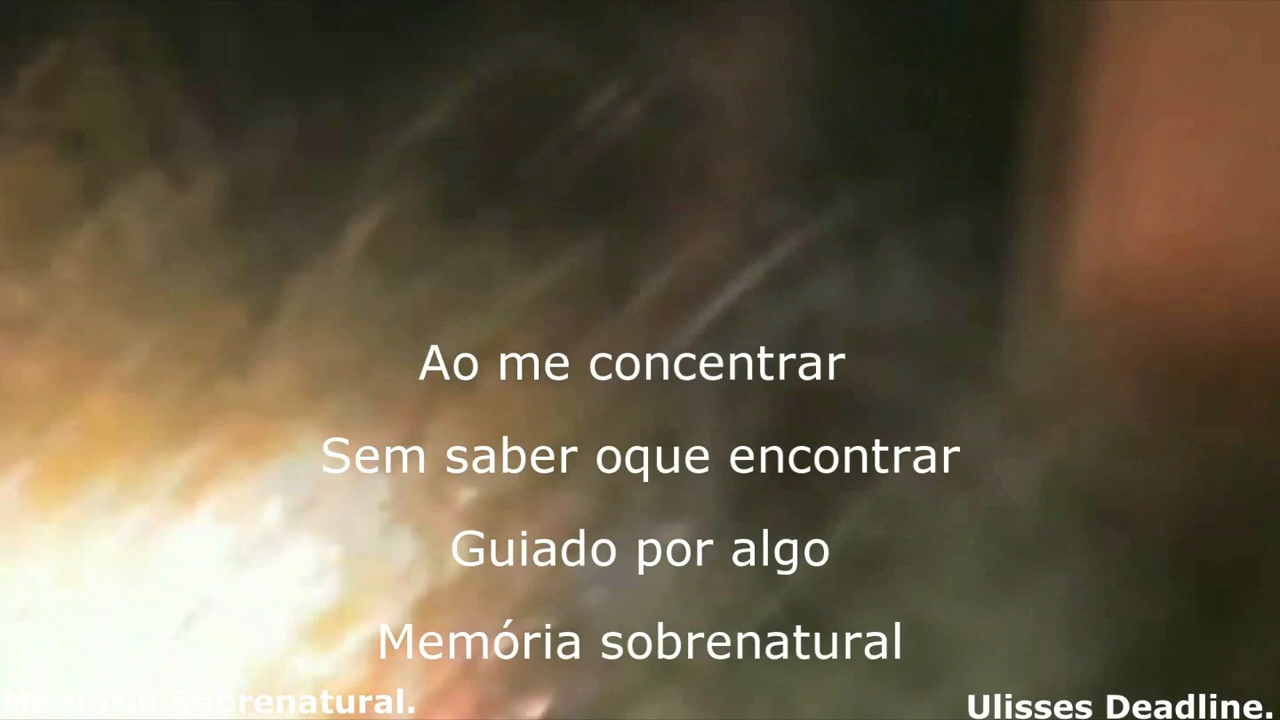 Ao me concentrar
Sem saber oque encontrar
Guiado por algo
Memória sobrenatural
Memória Sobrenatural.
Ulisses Deadline.